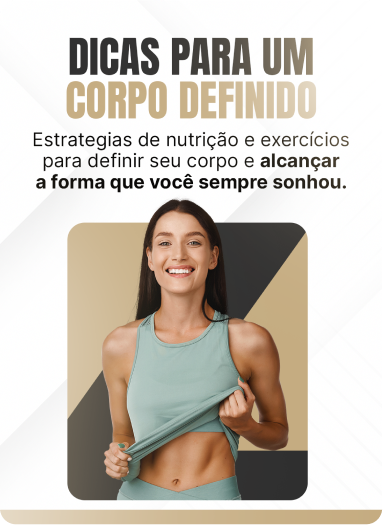 DICAS PARA UM
CORPO DEFINIDO
Estrategias de nutrição e exercícios
para definir seu corpo e alcançar
a forma que você sempre sonhou.